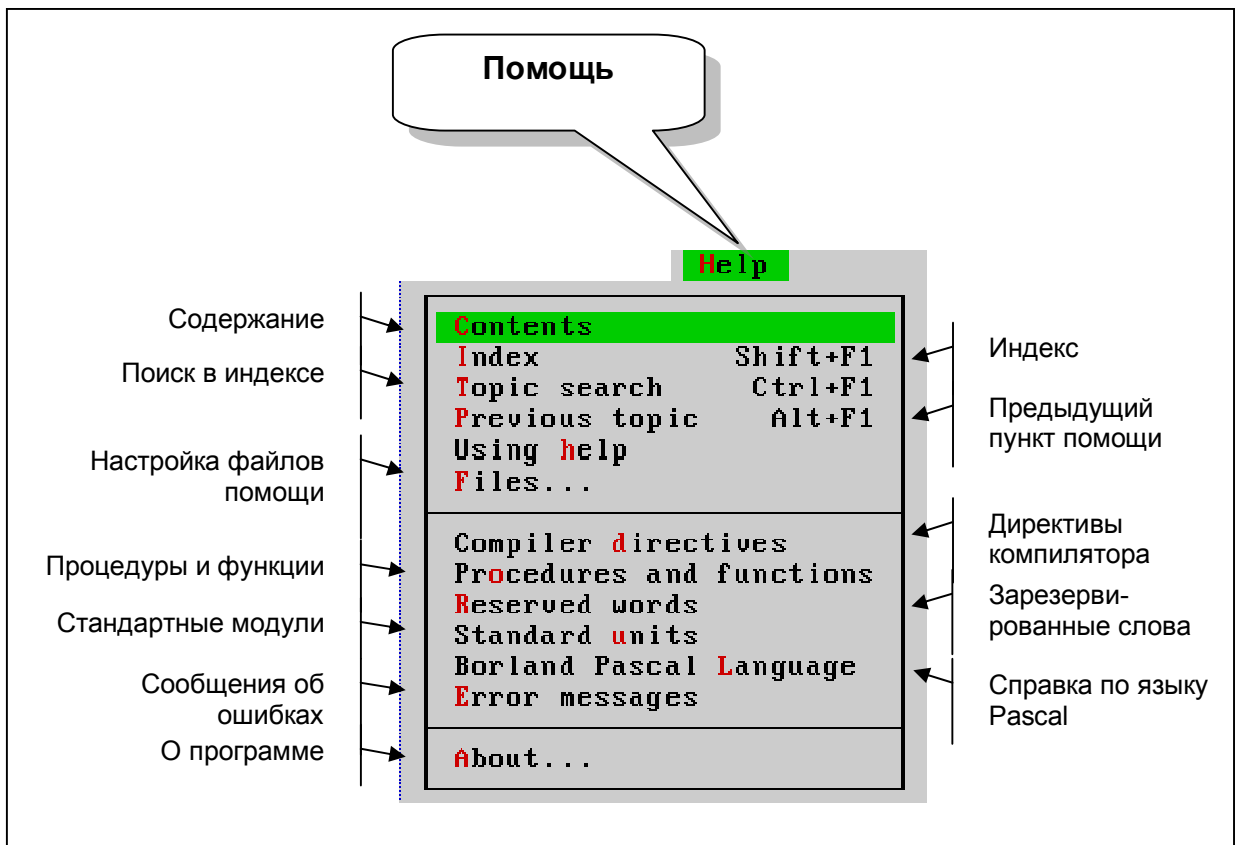 Помощь
Help
Содержание
Поиск в индексе
Настройка файлов
помощи
Процедуры и функции
Стандартные модули
Сообщения об
ошибках
О программе
Contents
Index Shift+F1
Topic search Ctrl+F1
Previous topic Alt+F1
Using help
Files...
Compiler directives
Procedures and functions
Reserved words
Standard units
Borland Pascal Language
Error messages
About...
Индекс
Предыдущий
пункт помощи
Директивы
компилятора
Зарезерви-
рованные слова
Справка по языку
Pascal